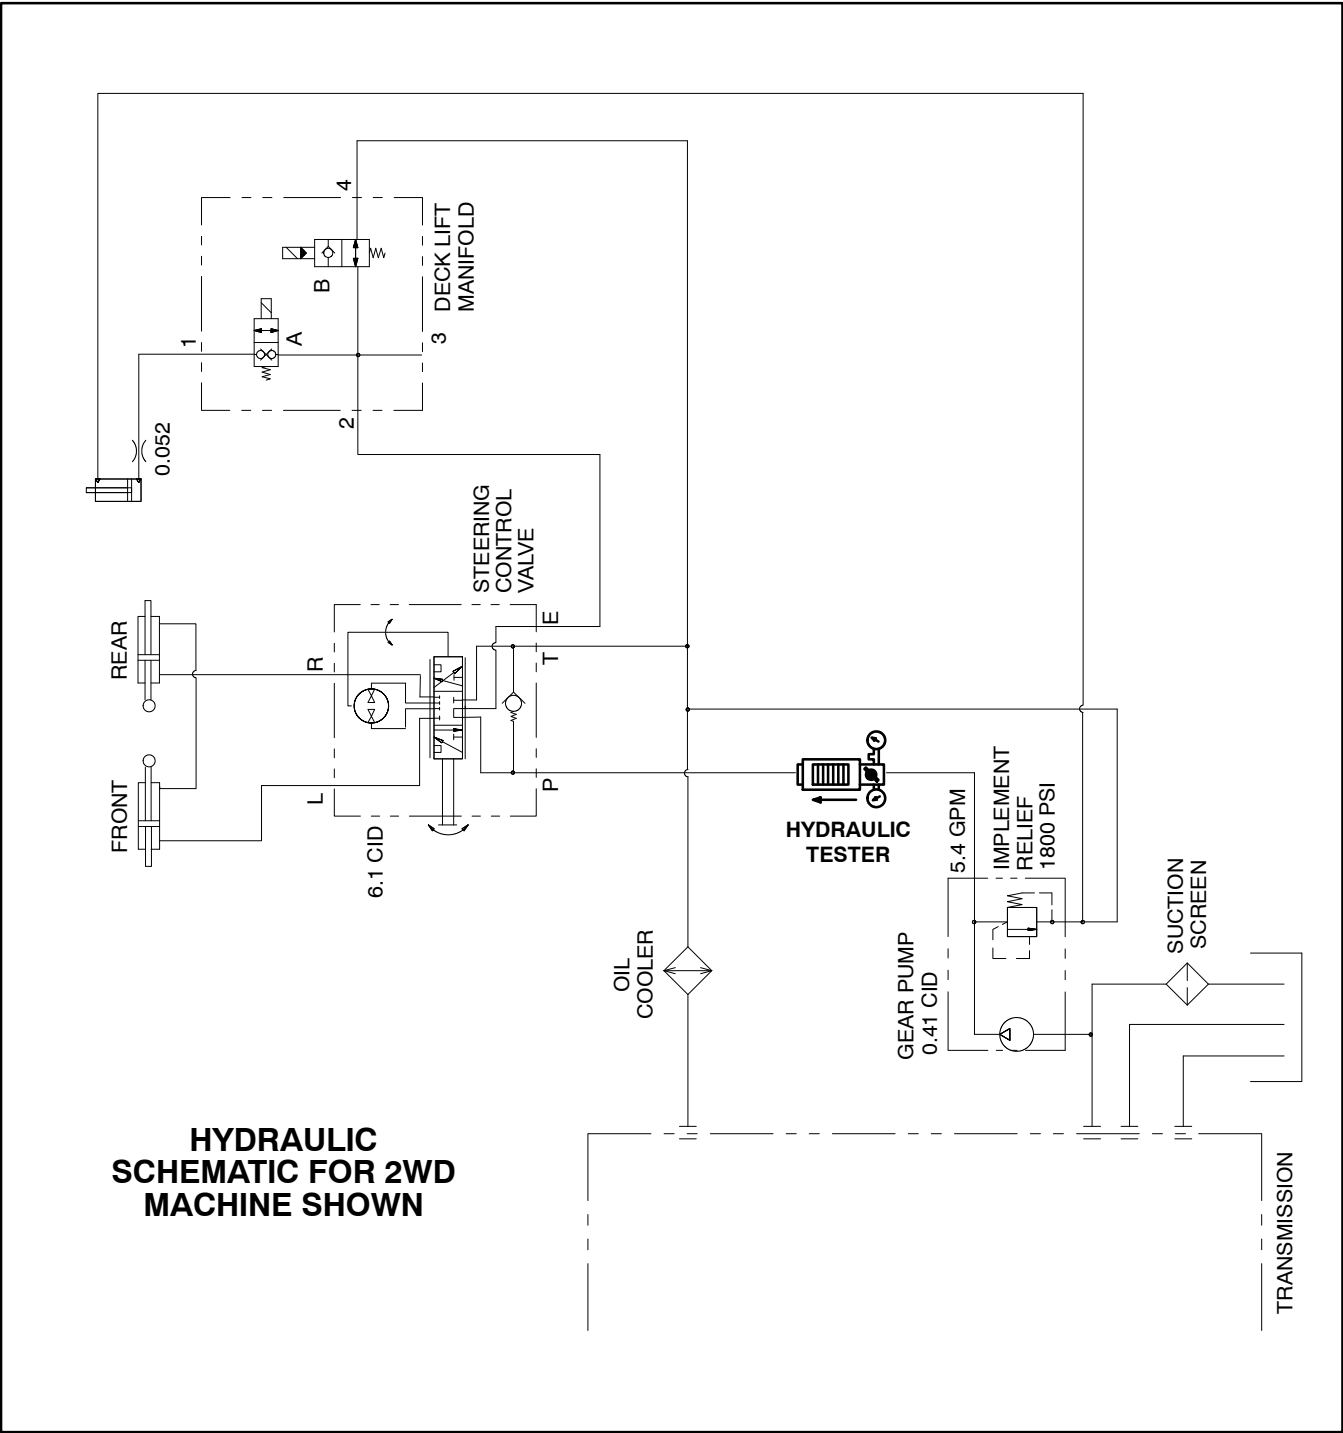 4
DECK LIFT
MANIFOLD
B
A
1
3
2
0.052
STEERING
CONTROL
VALVE
REAR
R
E
T
FRONT
L
P
6.1 CID
HYDRAULIC
TESTER
5.4 GPM
IMPLEMENT
RELIEF
1800 PSI
SUCTION
SCREEN
OIL
COOLER
GEAR PUMP
0.41 CID
HYDRAULIC
SCHEMATIC FOR 2WD
MACHINE SHOWN
TRANSMISSION